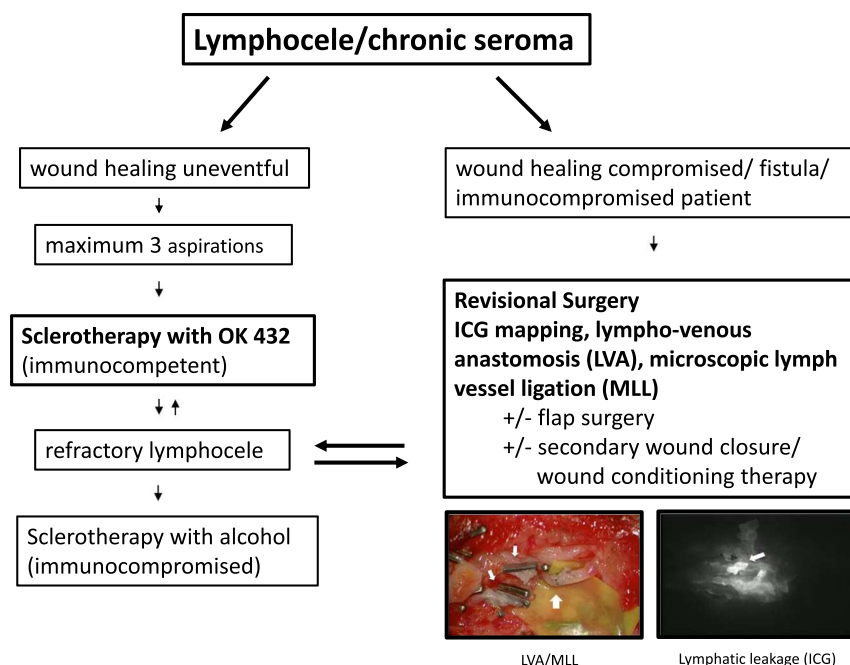 Lymphocele/chronic seroma
wound healing uneventful
maximum 3 aspirations
Sclerotherapy with OK 432
(immunocompetent)
refractory lymphocele
Sclerotherapy with alcohol
(immunocompromised)
wound healing compromised/ fistula/
immunocompromised patient
Revisional Surgery
ICG mapping, lympho-venous
anastomosis (LVA), microscopic lymph
vessel ligation (MLL)
+/- flap surgery
+/- secondary wound closure/
wound conditioning therapy
LVA/MLL
Lymphatic leakage (ICG)